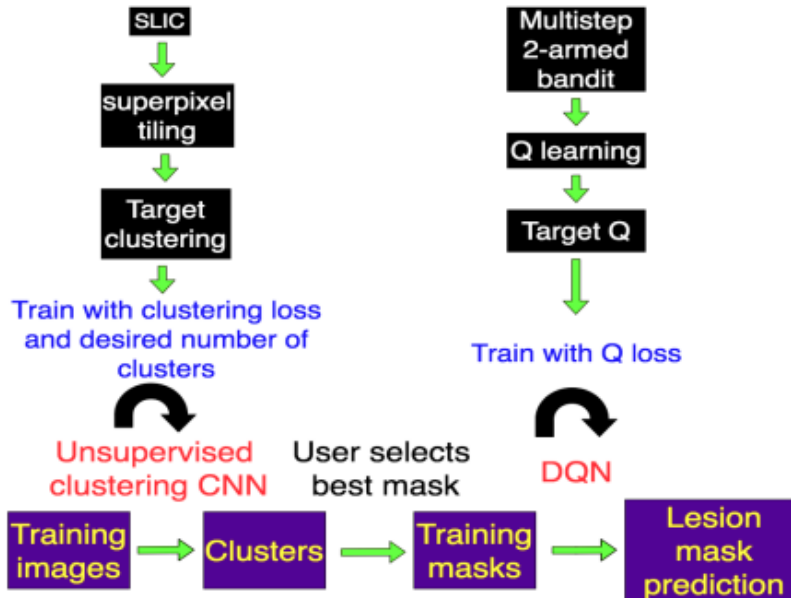 SLIC
superpixel
tiling
Target
clustering
Train with clustering loss
and desired number of
clusters
Multistep
2-armed
bandit
Q learning
Target Q
Train with Q loss
Unsupervised
clustering CNN
User selects
best mask
DQN
Training
images
Clusters
Training
masks
Lesion
mask
prediction